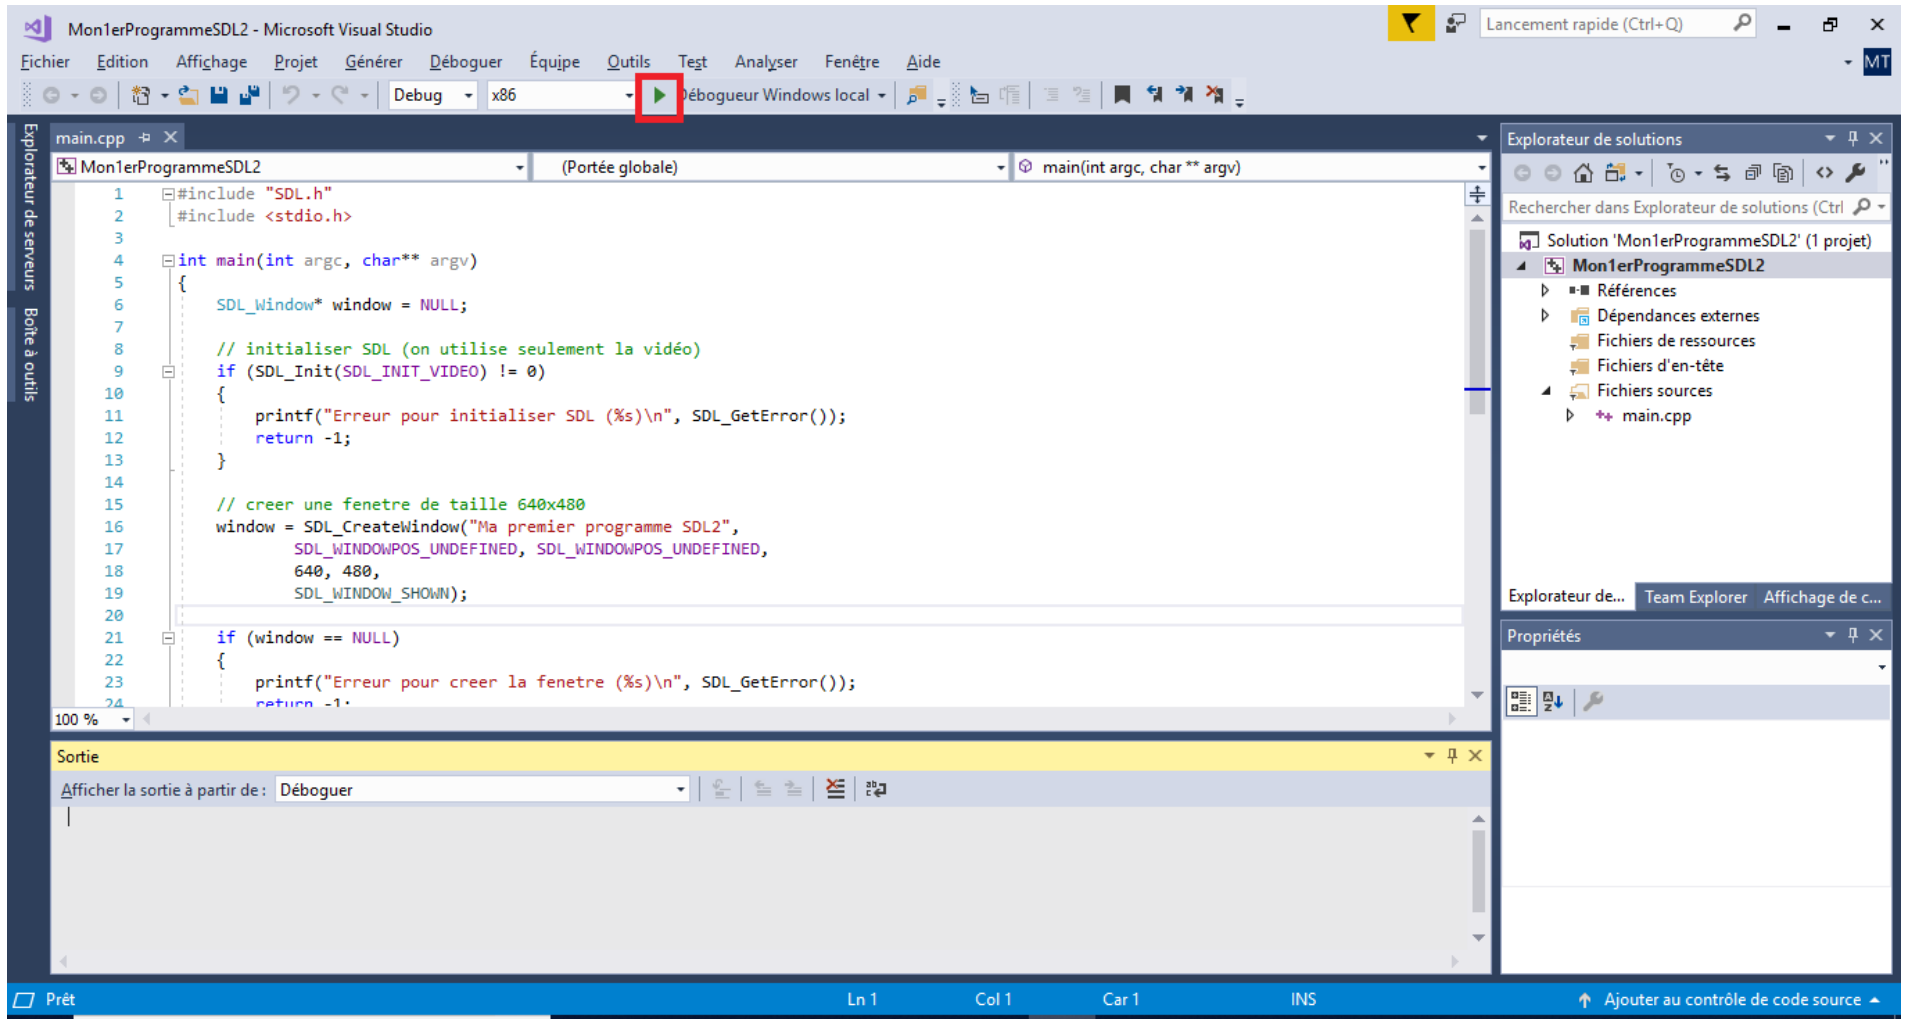 Mon1erProgrammeSDL2 - Microsoft Visual Studio
Lancement rapide (Ctrl+Q)
Fichier Edition Affichage Projet Générer Déboguer Équipe Outils Test Analyser Fenêtre Aide
MT
Debug x86 Débogueur Windows local
Explorateur de serveurs
Boîte à outils
main.cpp
Mon1erProgrammeSDL2 (Portée globale) main(int argc, char ** argv)
1 #include "SDL.h"
2 #include <stdio.h>
3
4 int main(int argc, char** argv)
5 {
6 SDL_Window* window = NULL;
7
8 // initialiser SDL (on utilise seulement la vidéo)
9 if (SDL_Init(SDL_INIT_VIDEO) != 0)
10 {
11 printf("Erreur pour initialiser SDL (%s)\n", SDL_GetError());
12 return -1;
13 }
14
15 // creer une fenetre de taille 640x480
16 window = SDL_CreateWindow("Ma premier programme SDL2",
17 SDL_WINDOWPOS_UNDEFINED, SDL_WINDOWPOS_UNDEFINED,
18 640, 480,
19 SDL_WINDOW_SHOWN);
20
21 if (window == NULL)
22 {
23 printf("Erreur pour creer la fenetre (%s)\n", SDL_GetError());
24 return -1;
100 %
Sortie
Afficher la sortie à partir de : Déboguer
Explorateur de solutions
Rechercher dans Explorateur de solutions (Ctrl
Solution 'Mon1erProgrammeSDL2' (1 projet)
Mon1erProgrammeSDL2
Références
Dépendances externes
Fichiers de ressources
Fichiers d'en-tête
Fichiers sources
main.cpp
Explorateur de... Team Explorer Affichage de c...
Propriétés
Prêt Ln 1 Col 1 Car 1 INS Ajouter au contrôle de code source